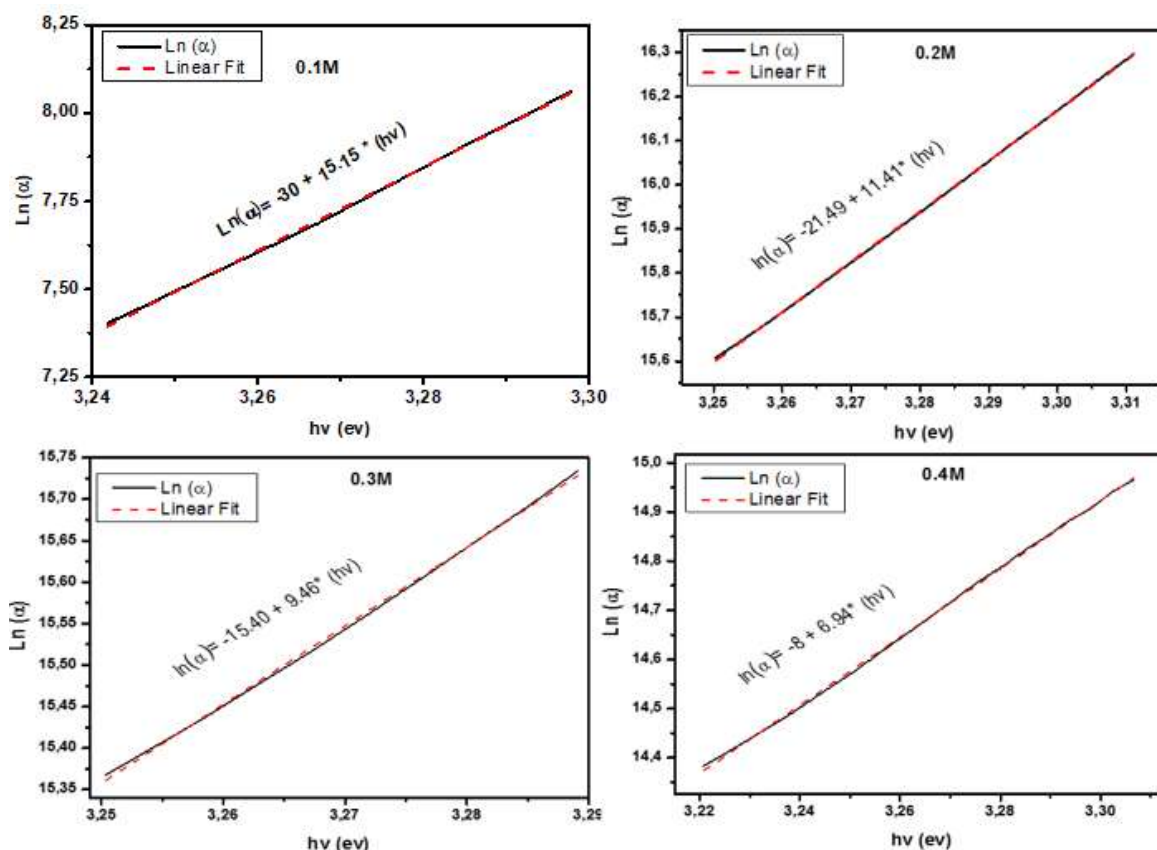 8,25
8,00
7,75
7,50
7,25
Ln (α)
Ln (α)
Linear Fit
0.1M
Ln(α)= -30 + 15.15 * (hv)
3,24
3,26
3,28
3,30
hv (ev)
16,3
16,2
16,1
16,0
15,9
15,8
15,7
15,6
Ln (α)
Ln (α)
Linear Fit
0.2M
ln(α)= -21.49 + 11.41* (hv)
3,25
3,26
3,27
3,28
3,29
3,30
3,31
hv (ev)
15,75
15,70
15,65
15,60
15,55
15,50
15,45
15,40
15,35
Ln (α)
Ln (α)
Linear Fit
0.3M
ln(α)= -15.40 + 9.46* (hv)
3,25
3,26
3,27
3,28
3,29
hv (ev)
15,0
14,9
14,8
14,7
14,6
14,5
14,4
Ln (α)
Ln (α)
Linear Fit
0.4M
ln(α)= -8 + 6.94* (hv)
3,22
3,24
3,26
3,28
3,30
hv (ev)